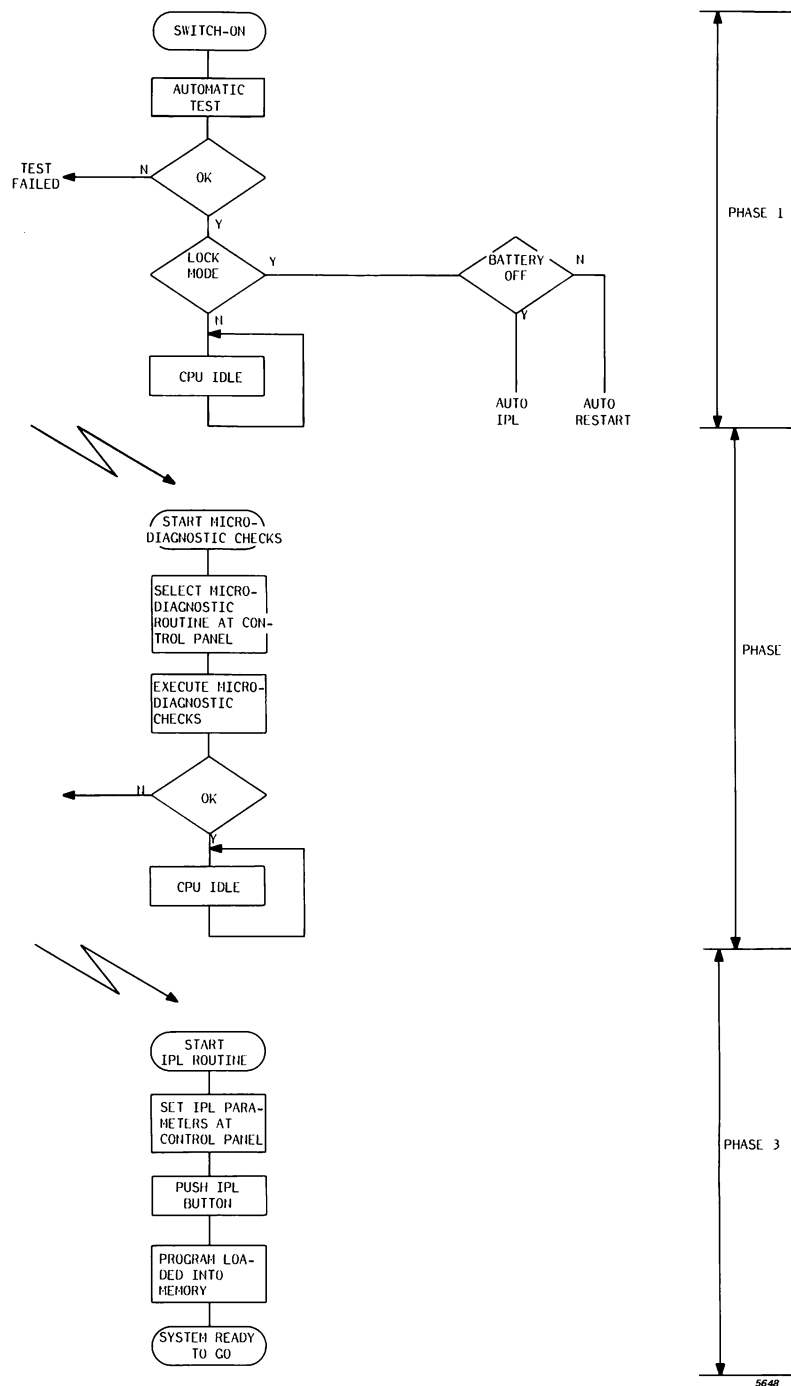 SWITCH-ON
AUTOMATIC
TEST
TEST
FAILED
N
OK
Y
PHASE 1
LOCK
MODE
Y
BATTERY
OFF
N
Y
N
CPU IDLE
AUTO
IPL
AUTO
RESTART
START MICRO-
DIAGNOSTIC CHECKS
SELECT MICRO-
DIAGNOSTIC
ROUTINE AT CON-
TROL PANEL
PHASE
EXECUTE MICRO-
DIAGNOSTIC
CHECKS
N
OK
Y
CPU IDLE
START
IPL ROUTINE
SET IPL PARA-
METERS AT
CONTROL PANEL
PHASE 3
PUSH IPL
BUTTON
PROGRAM LOA-
DED INTO
MEMORY
SYSTEM READY
TO GO
5648